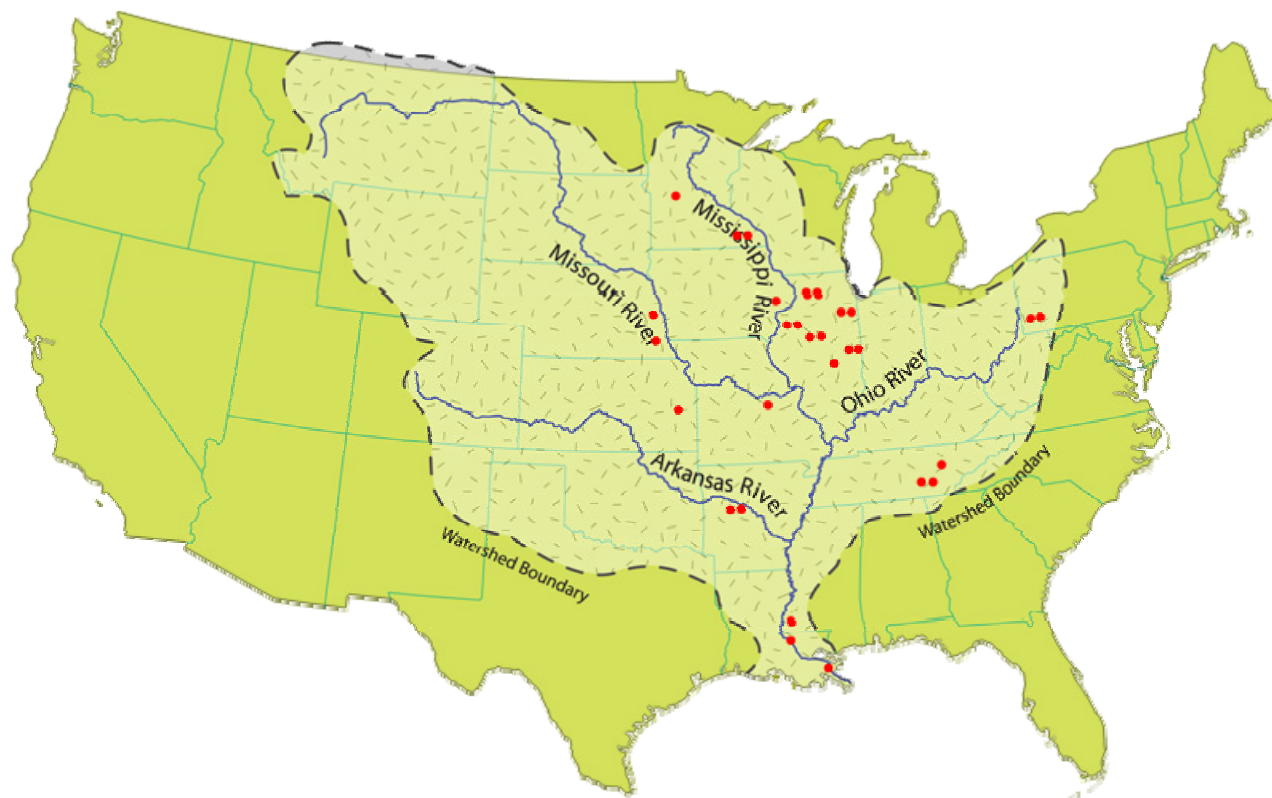 Mississippi River
Missouri River
Ohio River
Arkansas River
Watershed Boundary
Watershed Boundary